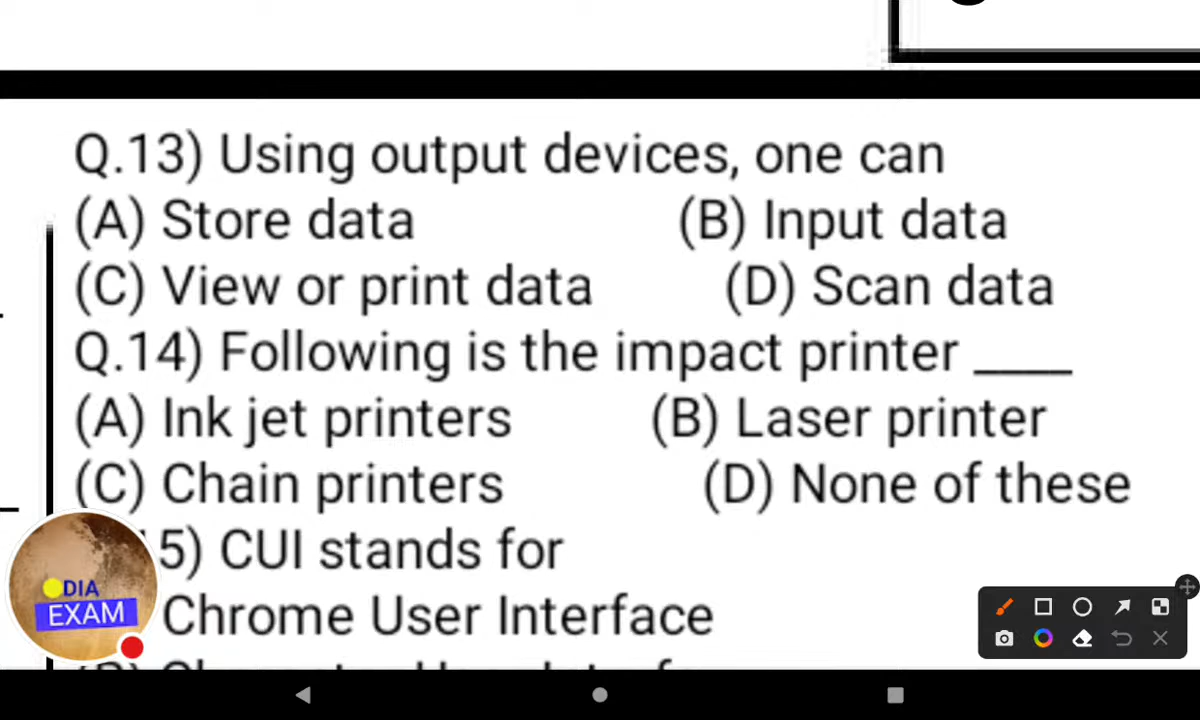 Q.13) Using output devices, one can
(A) Store data (B) Input data
(C) View or print data (D) Scan data
Q.14) Following is the impact printer ____
(A) Ink jet printers (B) Laser printer
(C) Chain printers (D) None of these
5) CUI stands for
Chrome User Interface
DIA
EXAM